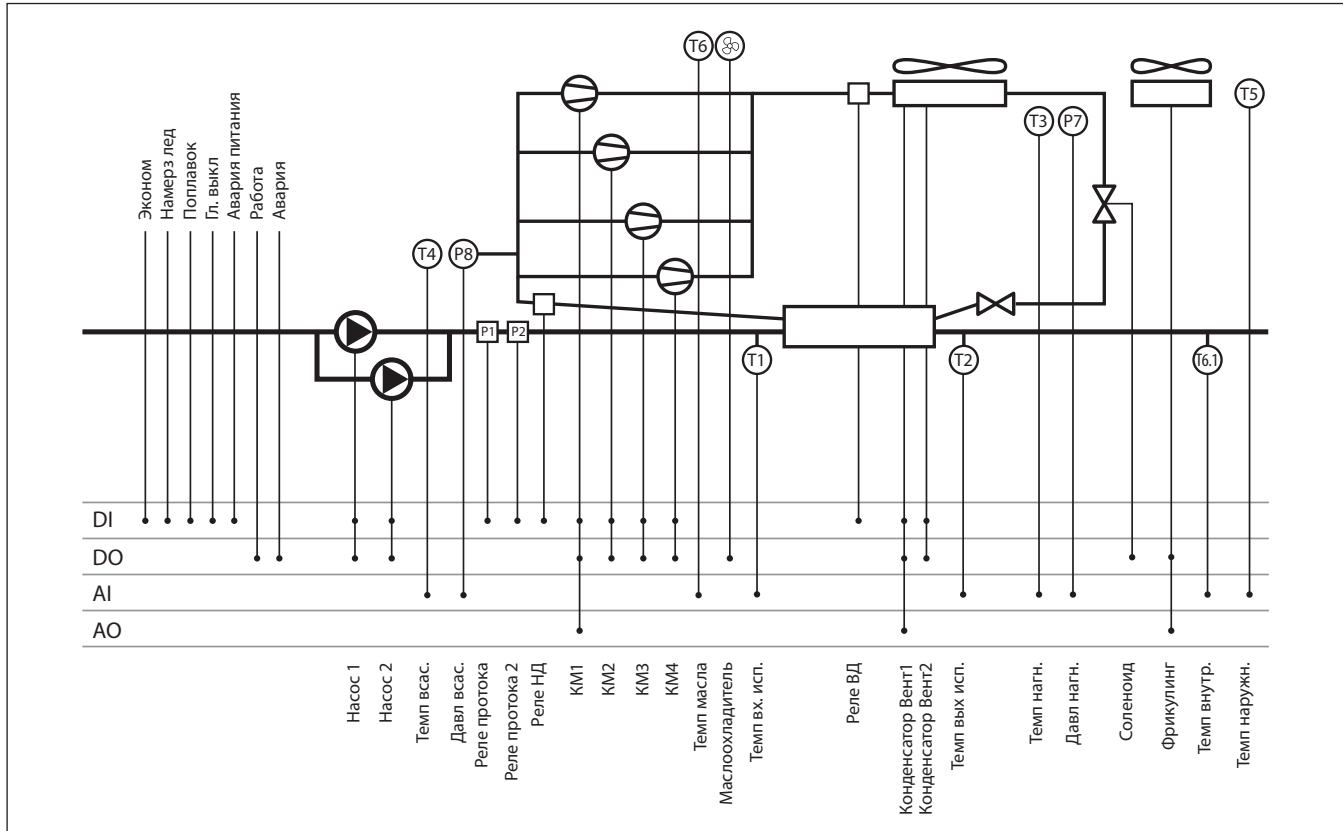 T6
T5
T3
P7
Эконом
Намерз лед
Поплавок
Гл. выкл
Авария питания
Работа
Авария
T4
P8
P1
P2
T1
T2
T6.1
DI
DO
AI
AO
Насос 1
Насос 2
Темп всас.
Давл всас.
Реле протока
Реле протока 2
Реле НД
КМ1
КМ2
КМ3
КМ4
Темп масла
Маслоохладитель
Темп вх. исп.
Реле ВД
Конденсатор Вент1
Конденсатор Вент2
Темп вых исп.
Темп нагн.
Давл нагн.
Соленоид
Фрикулинг
Темп внутр.
Темп наружн.